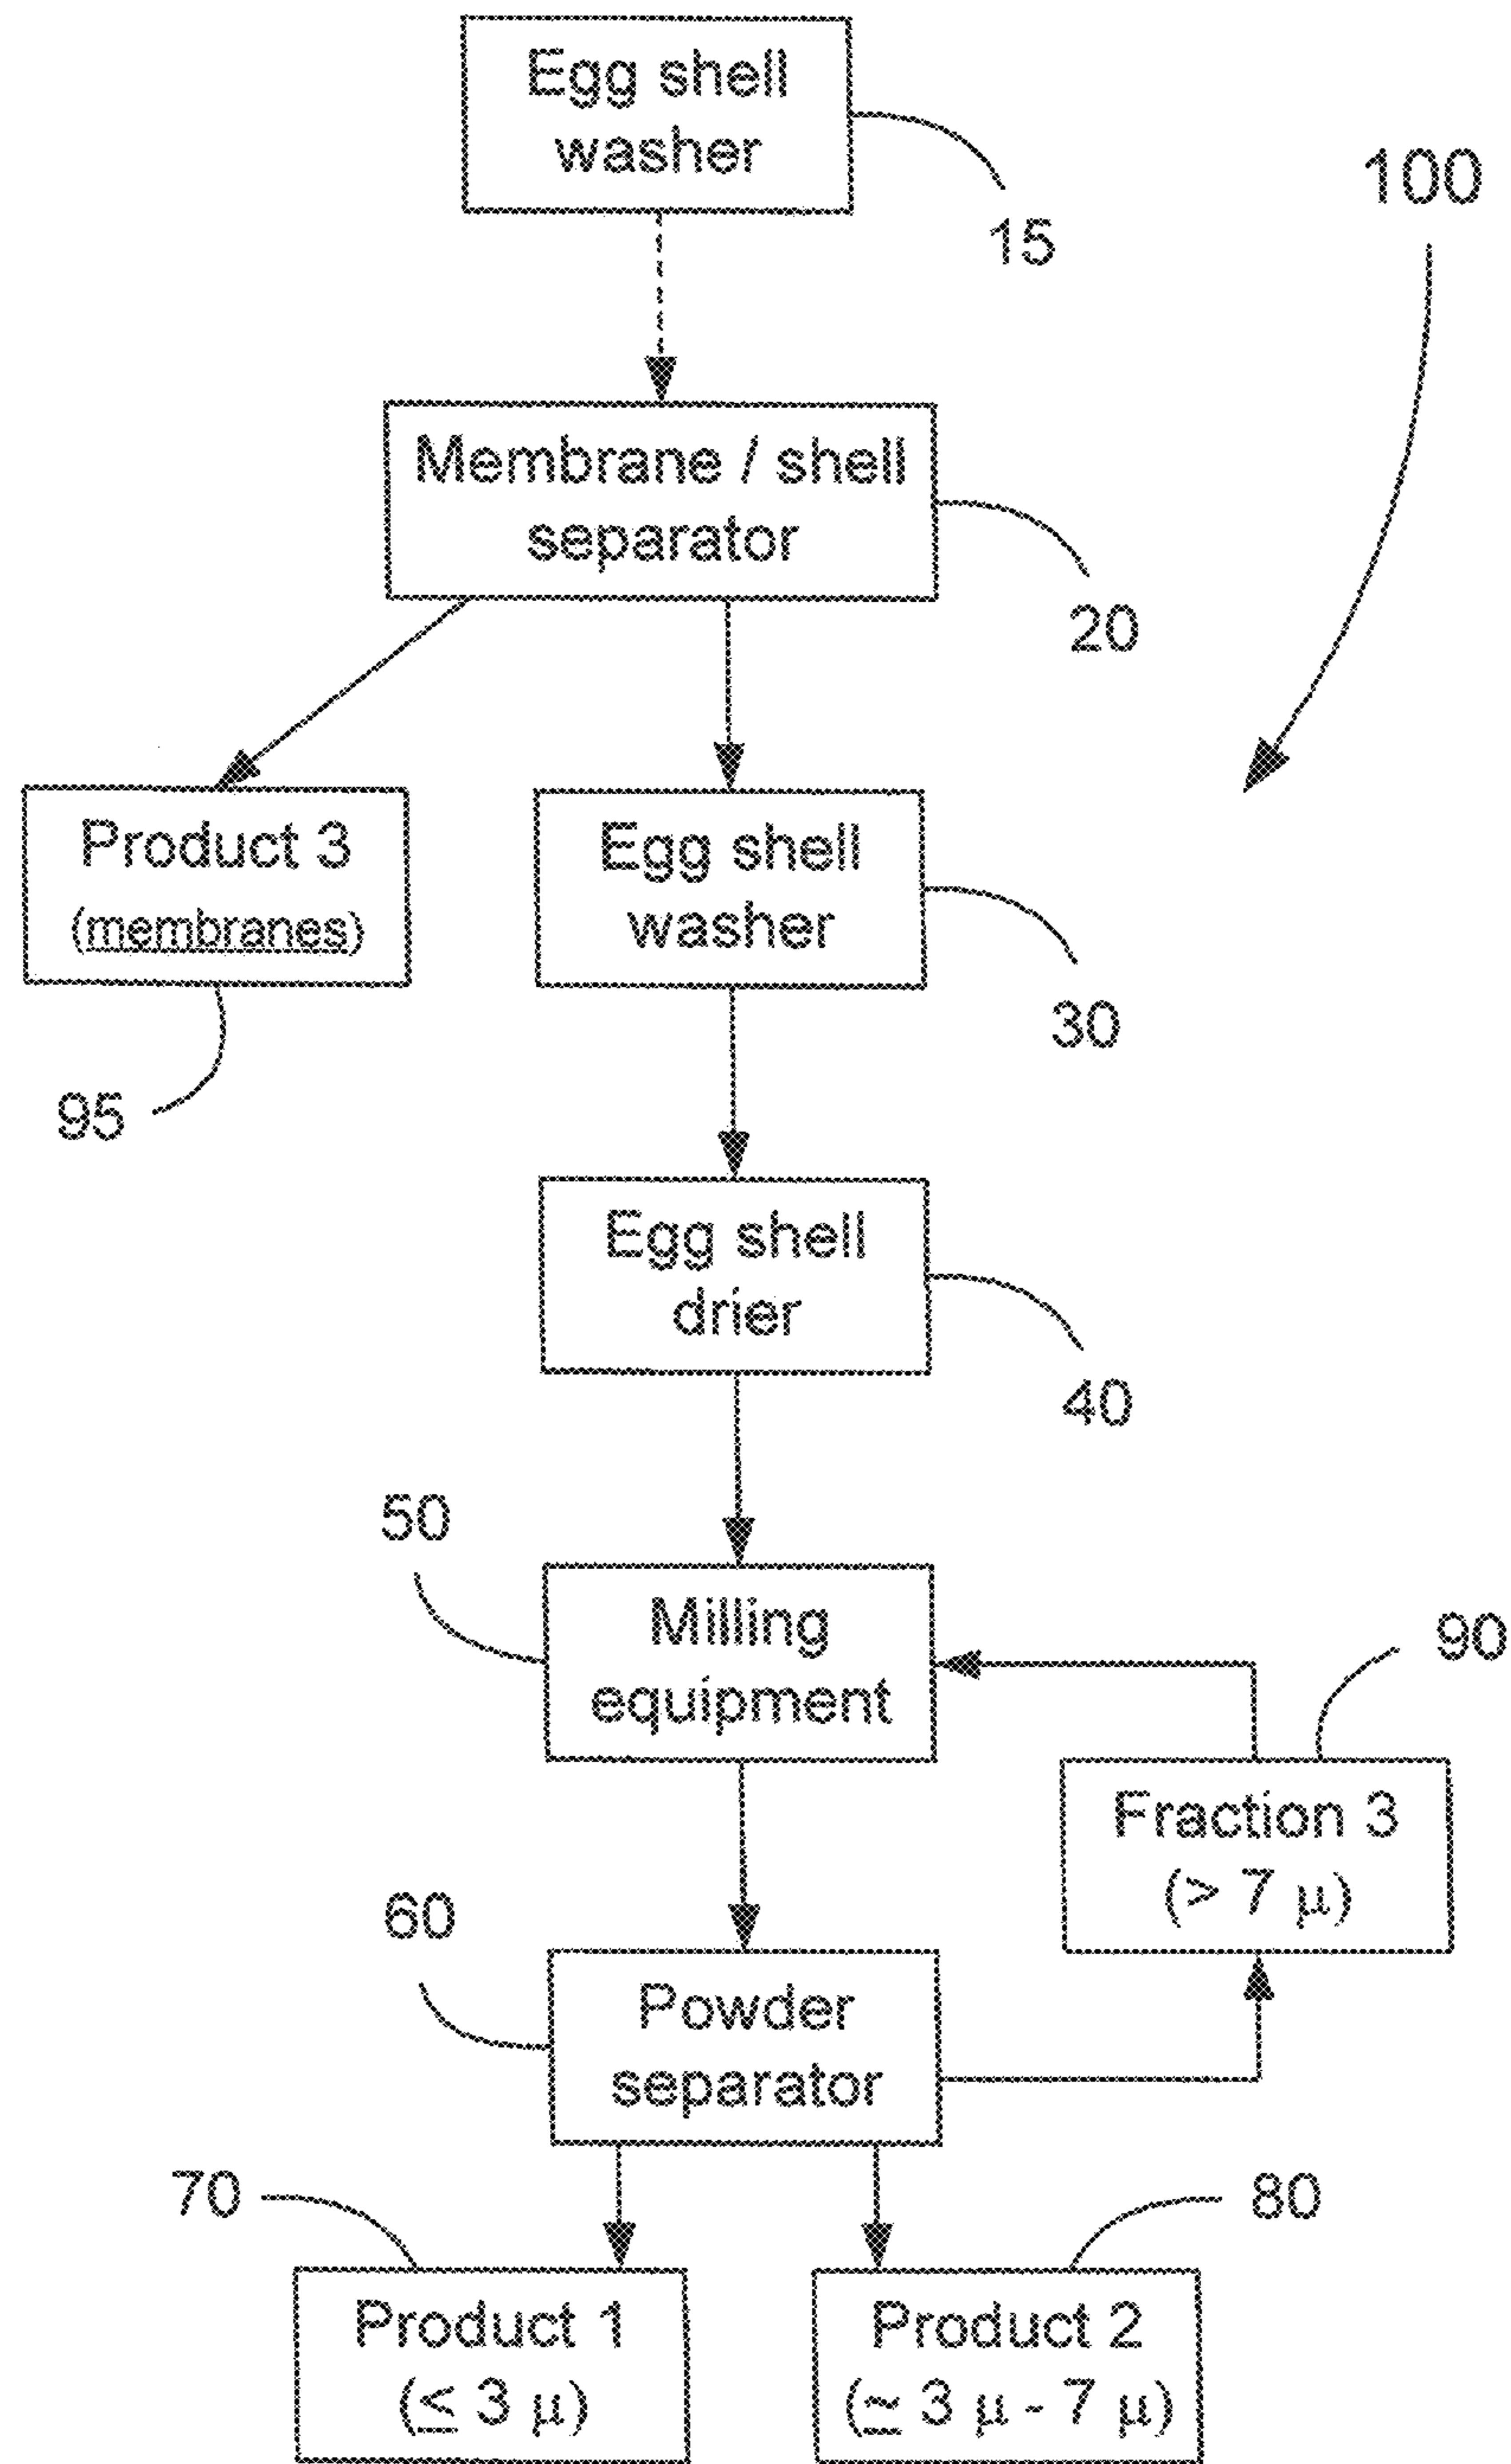 Egg shell
washer
15
100
Membrane / shell
separator
20
Product 3
(membranes)
95
Egg shell
washer
30
Egg shell
drier
40
50
Milling
equipment
90
Fraction 3
(> 7 μ)
60
Powder
separator
70
80
Product 1
(≤ 3 μ)
Product 2
(≃ 3 μ - 7 μ)